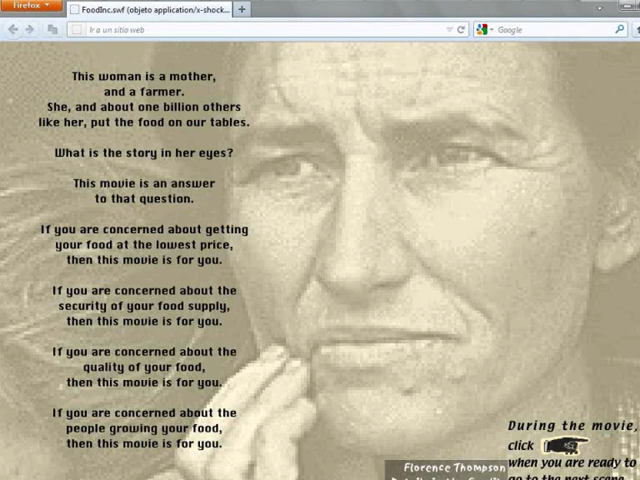 Firefox
FoodInc.swf (objeto application/x-shock...
Ir a un sitio web
Google
This woman is a mother,
and a farmer.
She, and about one billion others
like her, put the food on our tables.
What is the story in her eyes?
This movie is an answer
to that question.
If you are concerned about getting
your food at the lowest price,
then this movie is for you.
If you are concerned about the
security of your food supply,
then this movie is for you.
If you are concerned about the
quality of your food,
then this movie is for you.
If you are concerned about the
people growing your food,
then this movie is for you.
During the movie,
click
when you are ready to
go to the next scene
Florence Thompson